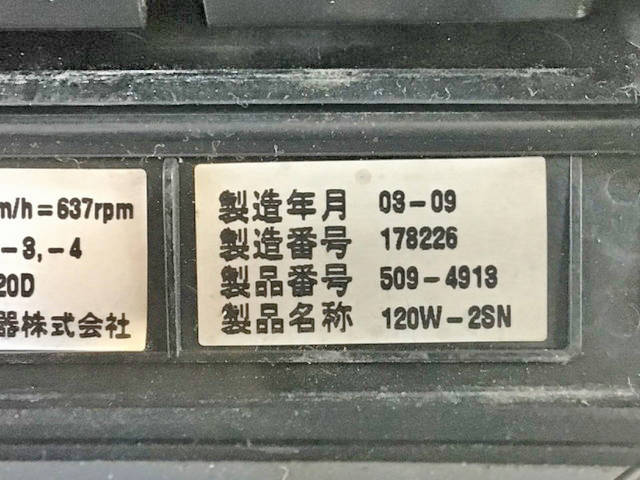 m/h=637rpm
-3,-4
20D
器株式会社
製造年月 03-09
製造番号 178226
製品番号 509-4913
製品名称 120W-2SN